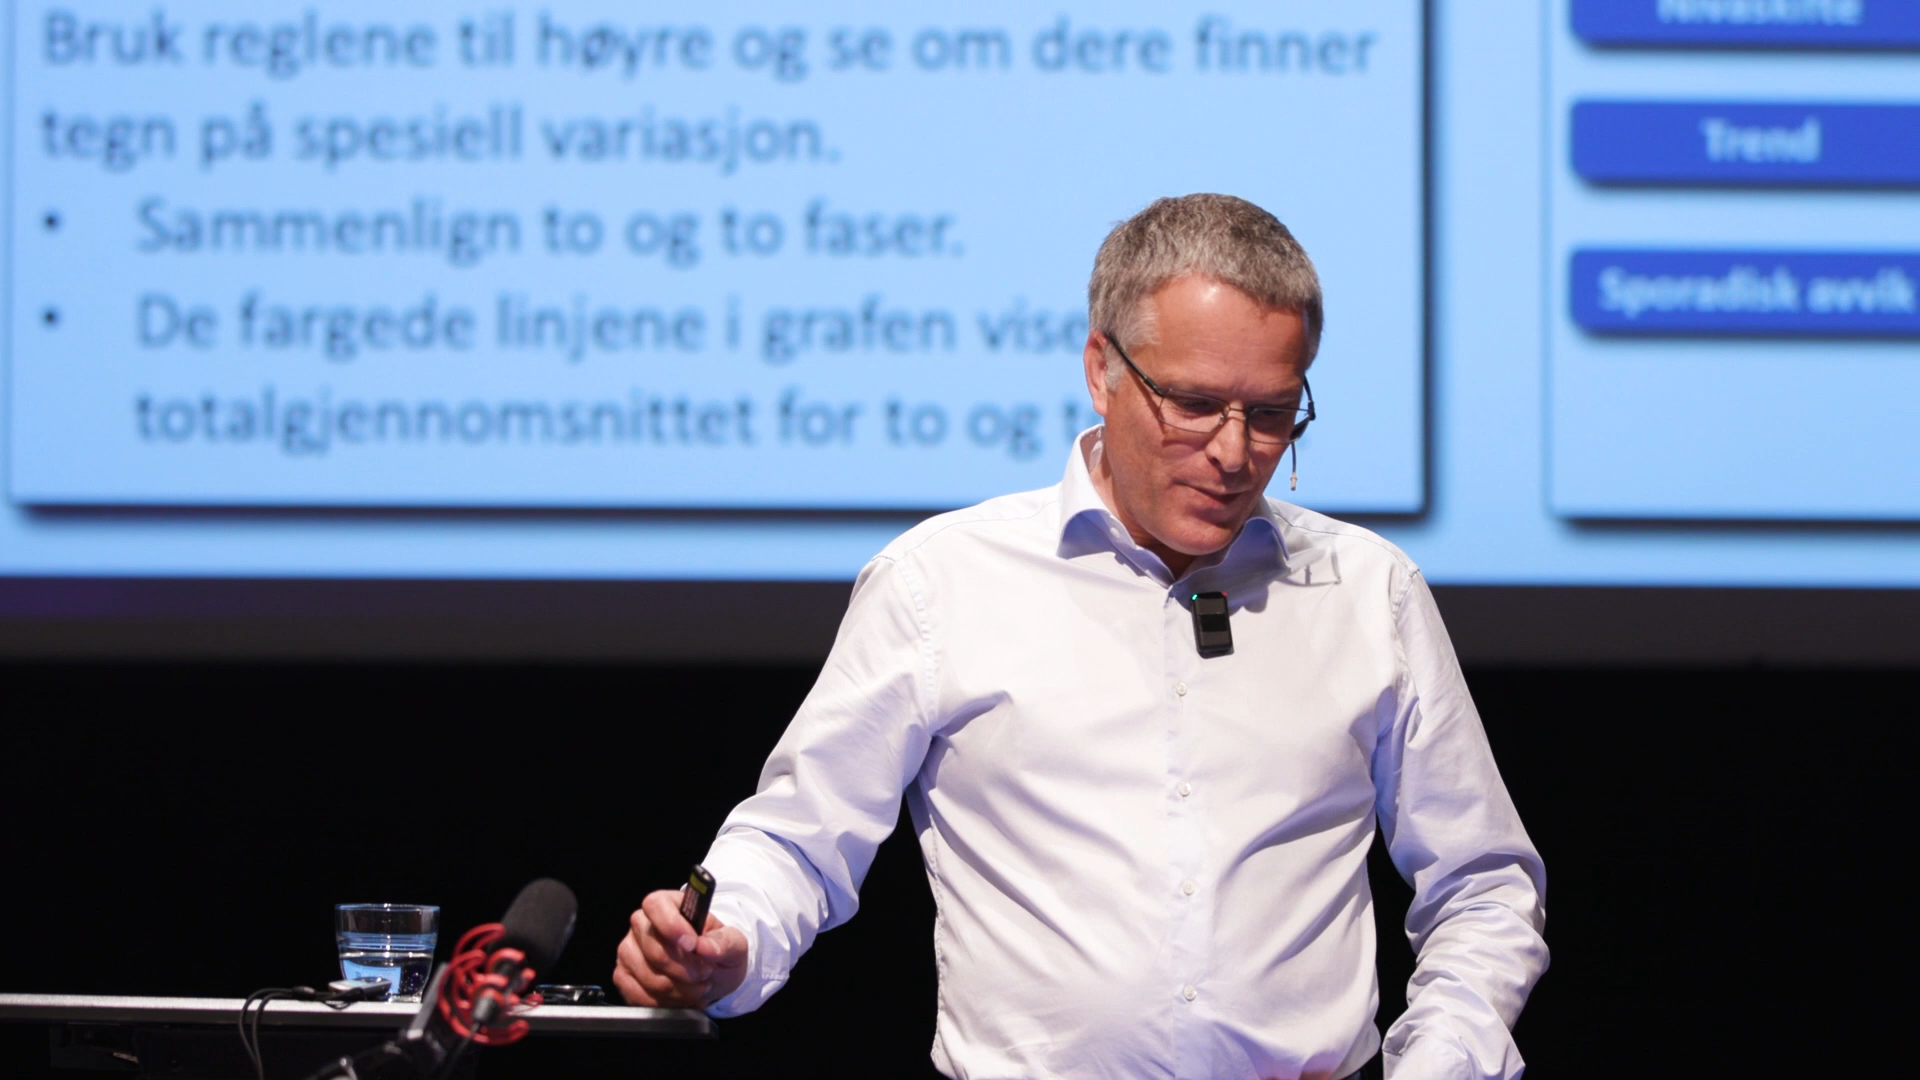 Bruk reglene til høyre og se om dere finner
tegn på spesiell variasjon.
• Sammenlign to og to faser.
• De fargede linjene i grafen vise
totalgjennomsnittet for to og t
Nivåskifte
Trend
Sporadisk avvik